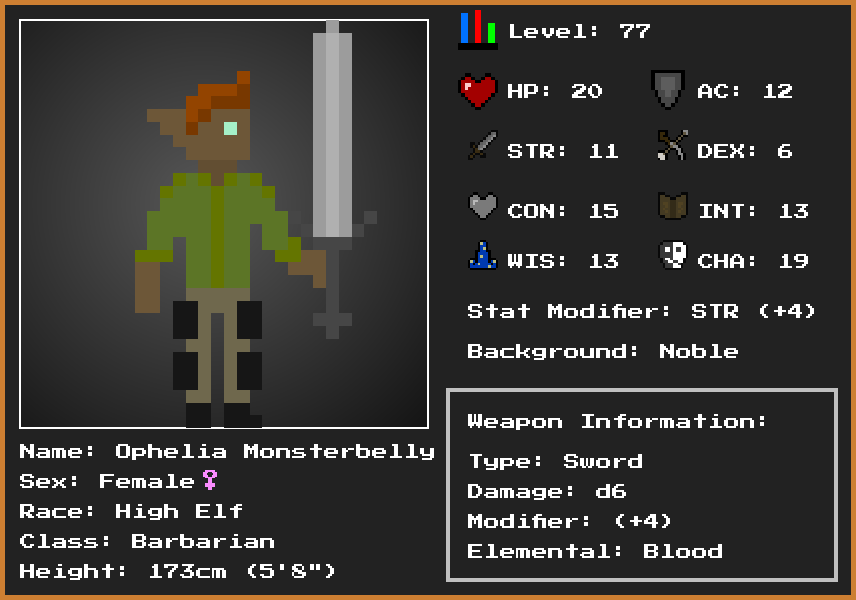 Level: 77
HP: 20
AC: 12
STR: 11
DEX: 6
CON: 15
INT: 13
WIS: 13
CHA: 19
Stat Modifier: STR (+4)
Background: Noble
Weapon Information:
Type: Sword
Damage: d6
Modifier: (+4)
Elemental: Blood
Name: Ophelia Monsterbelly
Sex: Female♀
Race: High Elf
Class: Barbarian
Height: 173cm (5'8")